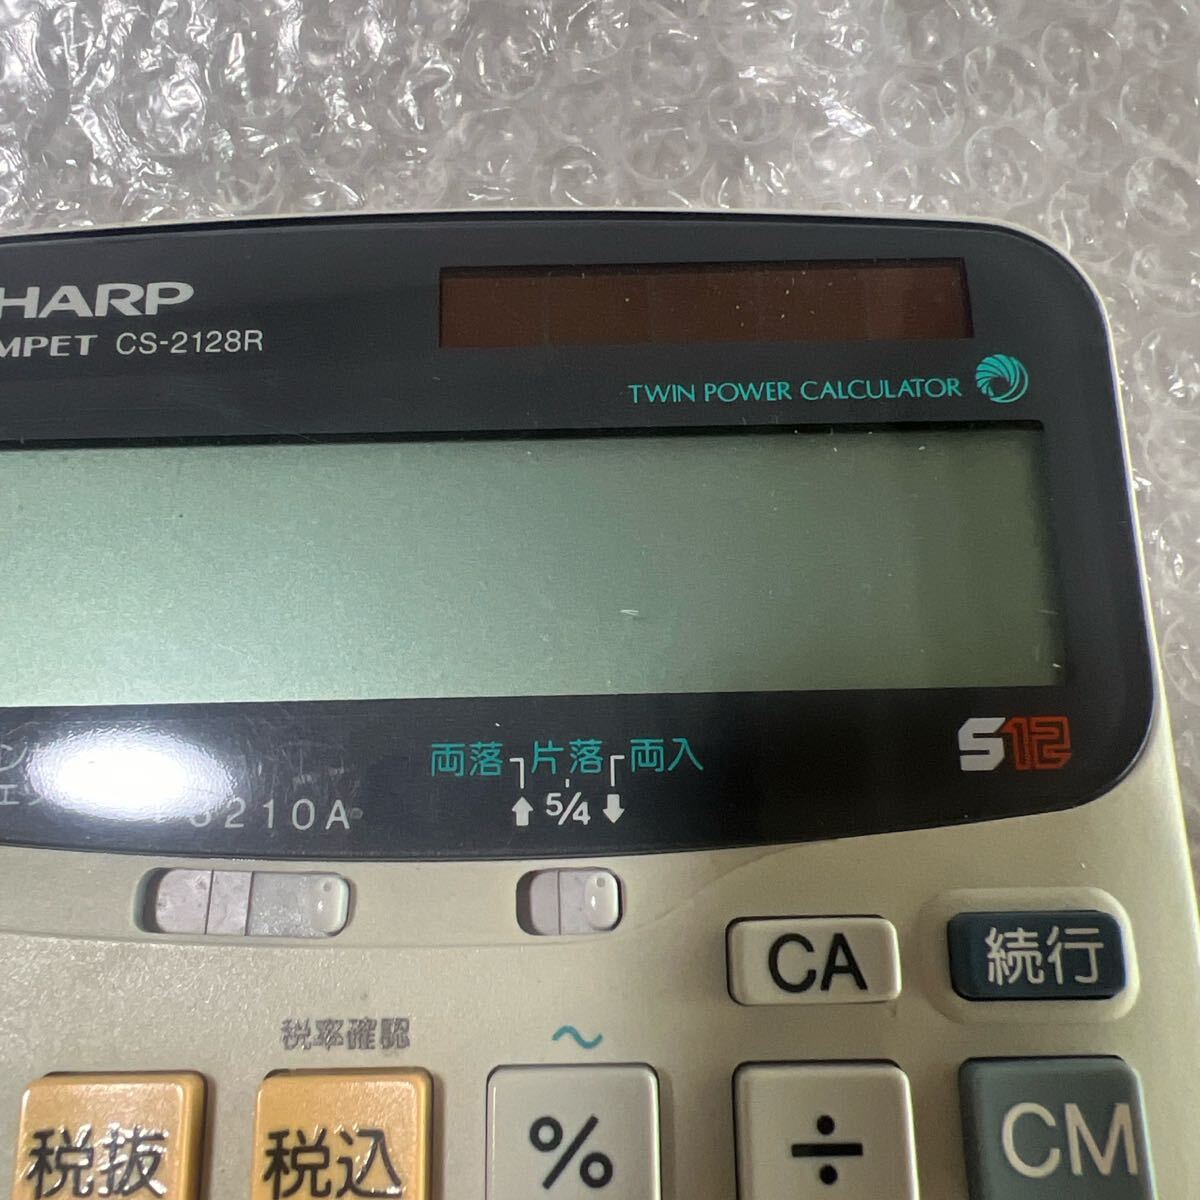 HARP
MPET CS-2128R
TWIN POWER CALCULATOR
S12
両落 片落 両入
5/4
210A
CA
続行
税率確認
～
税抜
税込
%
÷
CM